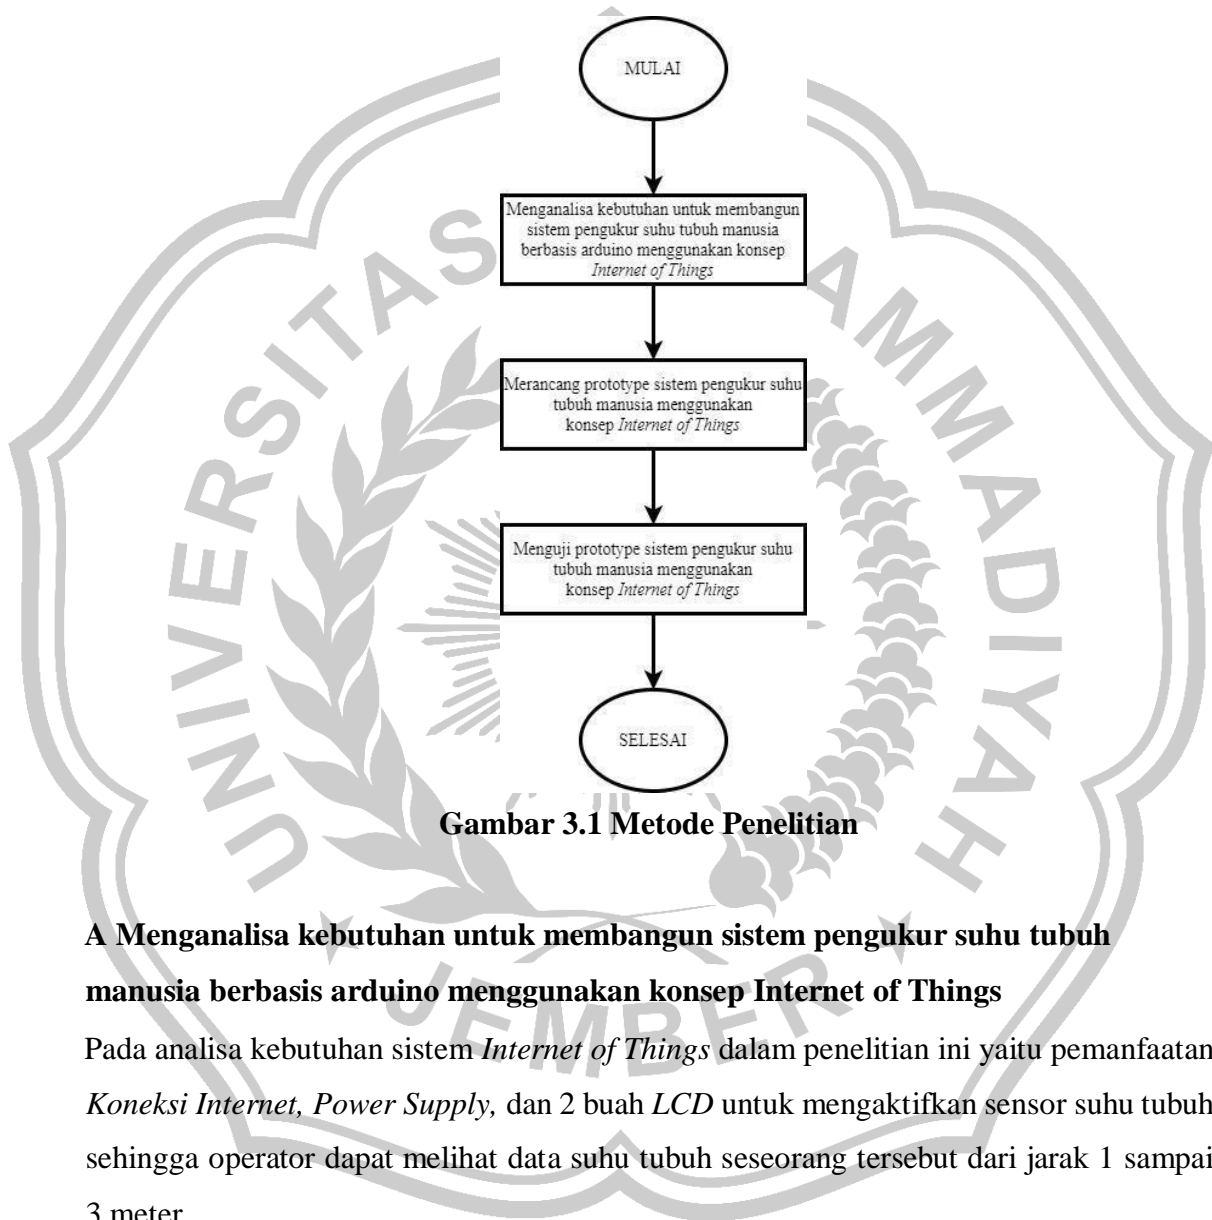 MULAI
Menganalisa kebutuhan untuk membangun
sistem pengukur suhu tubuh manusia
berbasis arduino menggunakan konsep
Internet of Things
Merancang prototype sistem pengukur suhu
tubuh manusia menggunakan
konsep Internet of Things
Menguji prototype sistem pengukur suhu
tubuh manusia menggunakan
konsep Internet of Things
SELESAI
Gambar 3.1 Metode Penelitian
A Menganalisa kebutuhan untuk membangun sistem pengukur suhu tubuh
manusia berbasis arduino menggunakan konsep Internet of Things
Pada analisa kebutuhan sistem Internet of Things dalam penelitian ini yaitu pemanfaatan
Koneksi Internet, Power Supply, dan 2 buah LCD untuk mengaktifkan sensor suhu tubuh
sehingga operator dapat melihat data suhu tubuh seseorang tersebut dari jarak 1 sampai
3 meter
UNIVERSITAS AMMADIYAH
JEMBER